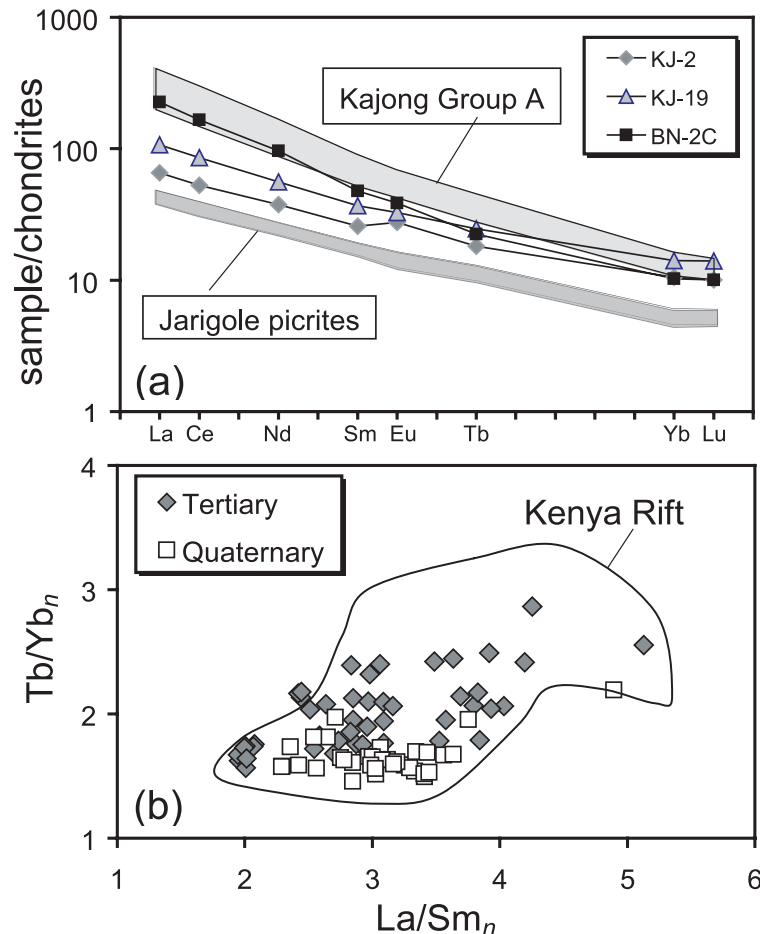 1000
100
10
1
sample/chondrites
KJ-2
KJ-19
BN-2C
Kajong Group A
Jarigole picrites
(a)
La Ce Nd Sm Eu Tb Yb Lu
4
3
2
1
Tb/Ybn
Tertiary
Quaternary
Kenya Rift
(b)
1 2 3 4 5 6
La/Smn